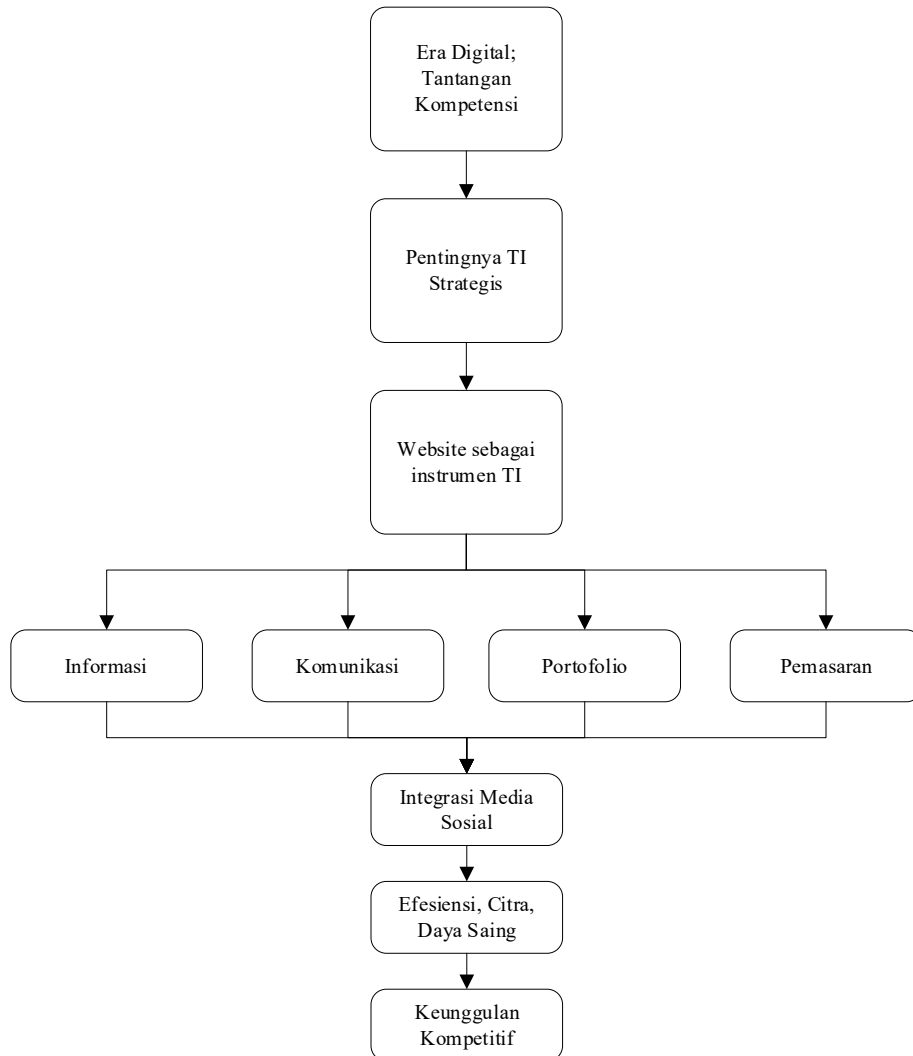 Era Digital;
Tantangan
Kompetensi
Pentingnya TI
Strategis
Website sebagai
instrumen TI
Informasi
Komunikasi
Portofolio
Pemasaran
Integrasi Media
Sosial
Efesiensi, Citra,
Daya Saing
Keunggulan
Kompetitif